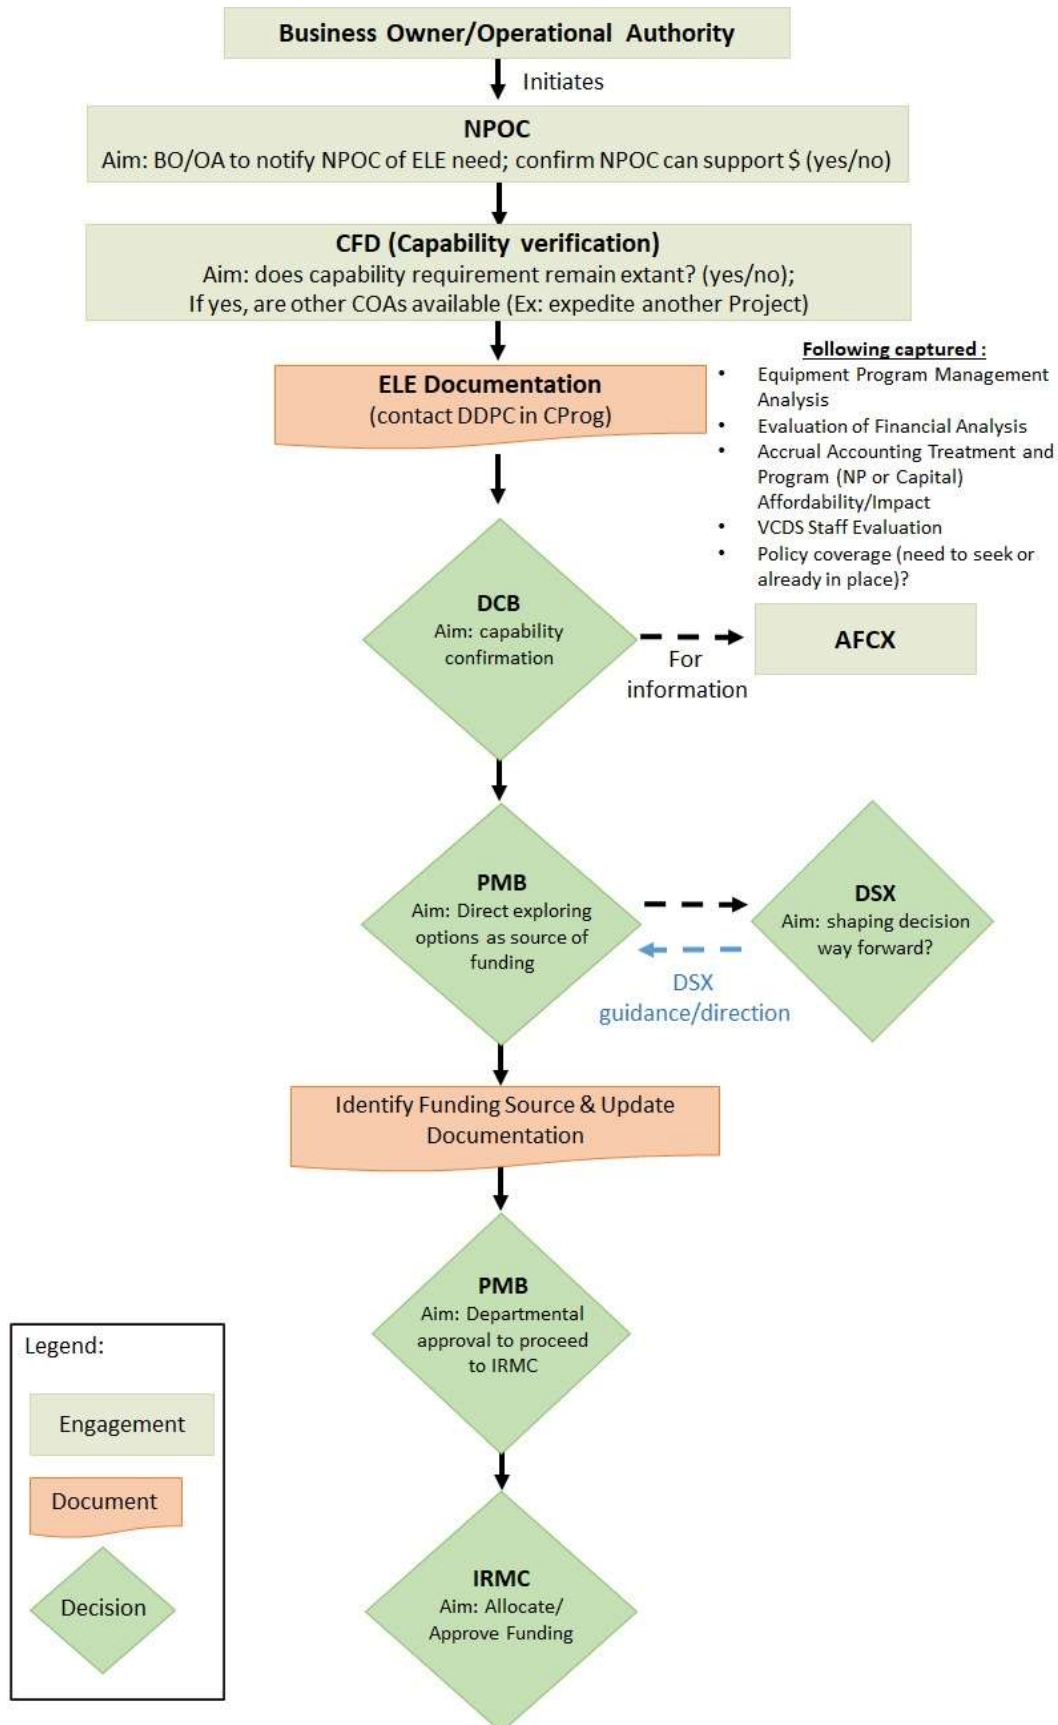 Business Owner/Operational Authority
Initiates
NPOC
Aim: BO/OA to notify NPOC of ELE need; confirm NPOC can support $ (yes/no)
CFD (Capability verification)
Aim: does capability requirement remain extant? (yes/no);
If yes, are other COAs available (Ex: expedite another Project)
ELE Documentation
(contact DDPC in CProg)
Following captured :
• Equipment Program Management
Analysis
• Evaluation of Financial Analysis
• Accrual Accounting Treatment and
Program (NP or Capital)
Affordability/Impact
• VCDS Staff Evaluation
• Policy coverage (need to seek or
already in place)?
DCB
Aim: capability
confirmation
For
information
AFCX
PMB
Aim: Direct exploring
options as source of
funding
DSX
Aim: shaping decision
way forward?
DSX
guidance/direction
Identify Funding Source & Update
Documentation
PMB
Aim: Departmental
approval to proceed
to IRMC
IRMC
Aim: Allocate/
Approve Funding
Legend:
Engagement
Document
Decision